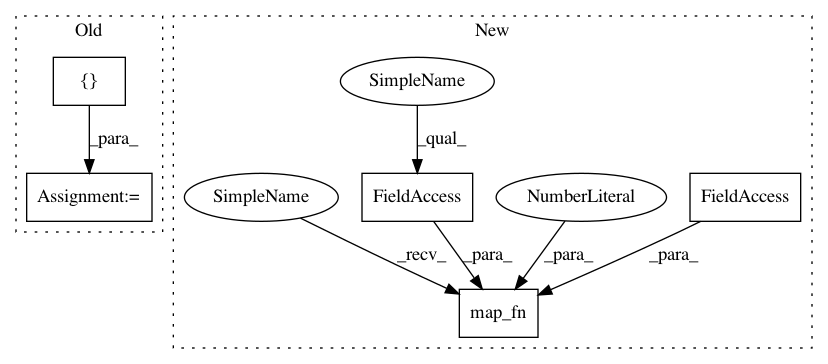 Old
New
{}
SimpleName
_para_
_qual_
Assignment:=
SimpleName
FieldAccess
NumberLiteral
FieldAccess
_recv_
_para_
_para_
_para_
map_fn